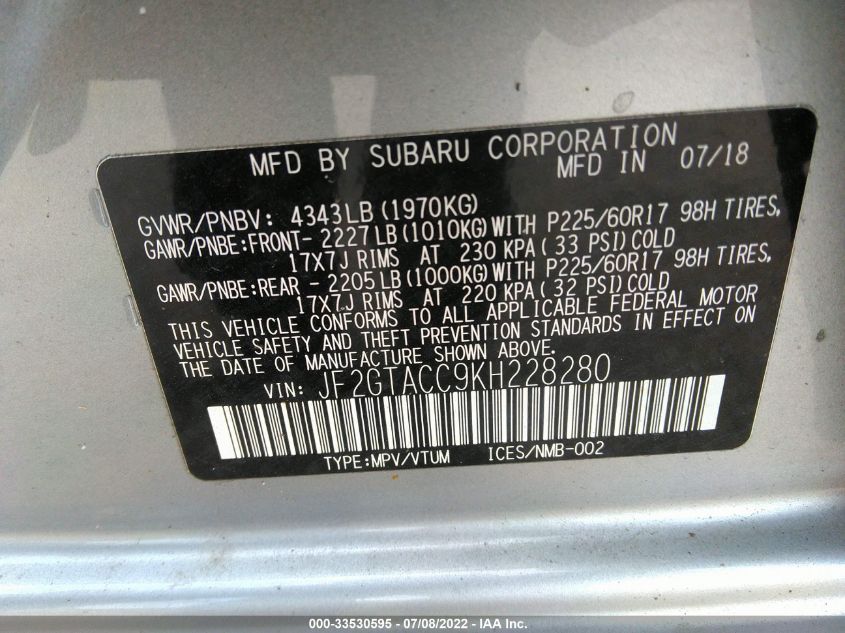 MFD BY SUBARU CORPORATION
MFD IN 07/18
GVWR/PNBV: 4343LB (1970KG)
GAWR/PNBE:FRONT- 2227LB (1010KG) WITH P225/60R17 98H TIRES,
17X7J RIMS AT 230 KPA( 33 PSI) COLD
GAWR/PNBE:REAR - 2205LB (1000KG) WITH P225/60R17 98H TIRES,
17X7J RIMS AT 220 KPA( 32 PSI) COLD
THIS VEHICLE CONFORMS TO ALL APPLICABLE FEDERAL MOTOR
VEHICLE SAFETY AND THEFT PREVENTION STANDARDS IN EFFECT ON
THE DATE OF MANUFACTURE SHOWN ABOVE.
VIN: JF2GTACC9KH228280
TYPE:MPV/VTUM ICES/NMB-002
000-33530595 - 07/08/2022 - IAA Inc.